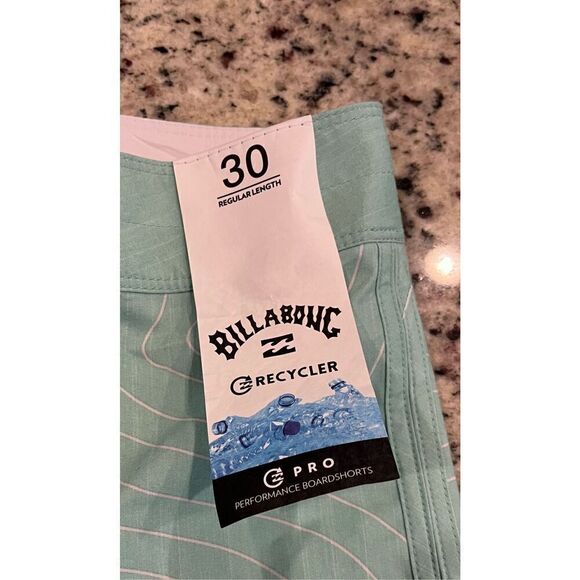 30
REGULAR LENGTH
BILLABONG
RECYCLER
PRO
PERFORMANCE BOARDSHORTS